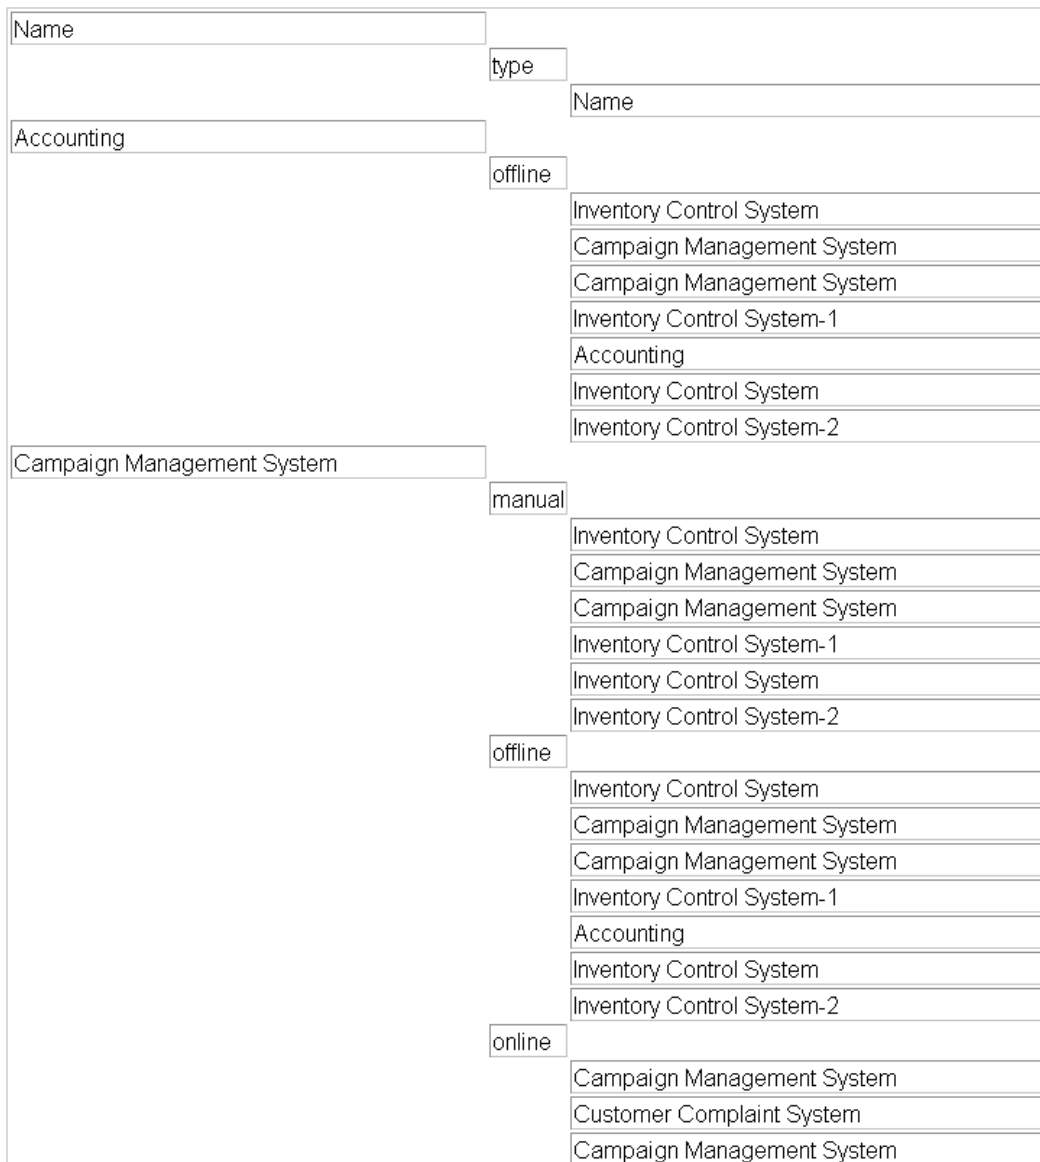 Name
type
Name
Accounting
offline
Inventory Control System
Campaign Management System
Campaign Management System
Inventory Control System-1
Accounting
Inventory Control System
Inventory Control System-2
Campaign Management System
manual
Inventory Control System
Campaign Management System
Campaign Management System
Inventory Control System-1
Inventory Control System
Inventory Control System-2
offline
Inventory Control System
Campaign Management System
Campaign Management System
Inventory Control System-1
Accounting
Inventory Control System
Inventory Control System-2
online
Campaign Management System
Customer Complaint System
Campaign Management System